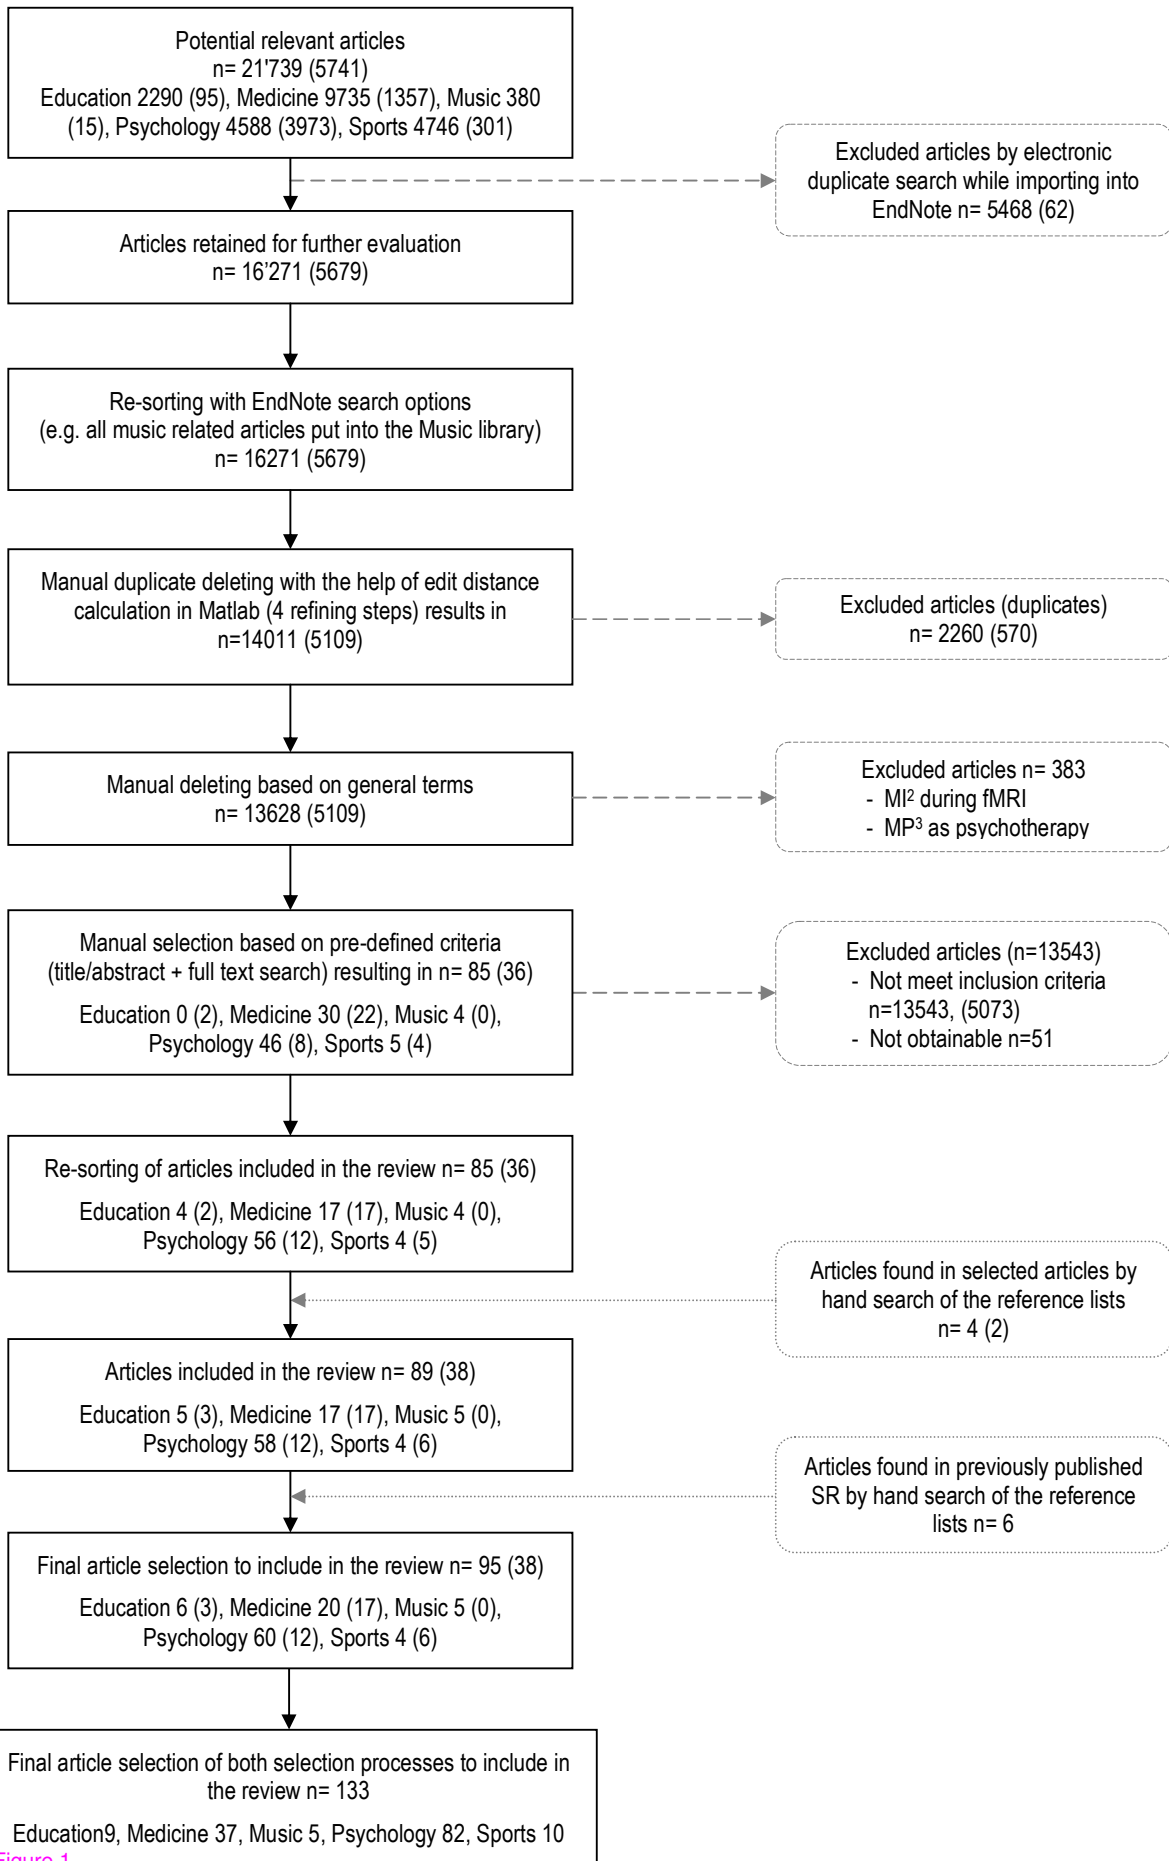 Potential relevant articles
n= 21'739 (5741)
Education 2290 (95), Medicine 9735 (1357), Music 380
(15), Psychology 4588 (3973), Sports 4746 (301)
Excluded articles by electronic
duplicate search while importing into
EndNote n= 5468 (62)
Articles retained for further evaluation
n= 16’271 (5679)
Re-sorting with EndNote search options
(e.g. all music related articles put into the Music library)
n= 16271 (5679)
Manual duplicate deleting with the help of edit distance
calculation in Matlab (4 refining steps) results in
n=14011 (5109)
Excluded articles (duplicates)
n= 2260 (570)
Manual deleting based on general terms
n= 13628 (5109)
Excluded articles n= 383
- MI² during fMRI
- MP³ as psychotherapy
Manual selection based on pre-defined criteria
(title/abstract + full text search) resulting in n= 85 (36)
Education 0 (2), Medicine 30 (22), Music 4 (0),
Psychology 46 (8), Sports 5 (4)
Excluded articles (n=13543)
- Not meet inclusion criteria
n=13543, (5073)
- Not obtainable n=51
Re-sorting of articles included in the review n= 85 (36)
Education 4 (2), Medicine 17 (17), Music 4 (0),
Psychology 56 (12), Sports 4 (5)
Articles found in selected articles by
hand search of the reference lists
n= 4 (2)
Articles included in the review n= 89 (38)
Education 5 (3), Medicine 17 (17), Music 5 (0),
Psychology 58 (12), Sports 4 (6)
Articles found in previously published
SR by hand search of the reference
lists n= 6
Final article selection to include in the review n= 95 (38)
Education 6 (3), Medicine 20 (17), Music 5 (0),
Psychology 60 (12), Sports 4 (6)
Final article selection of both selection processes to include in
the review n= 133
Education9, Medicine 37, Music 5, Psychology 82, Sports 10
Figure 1